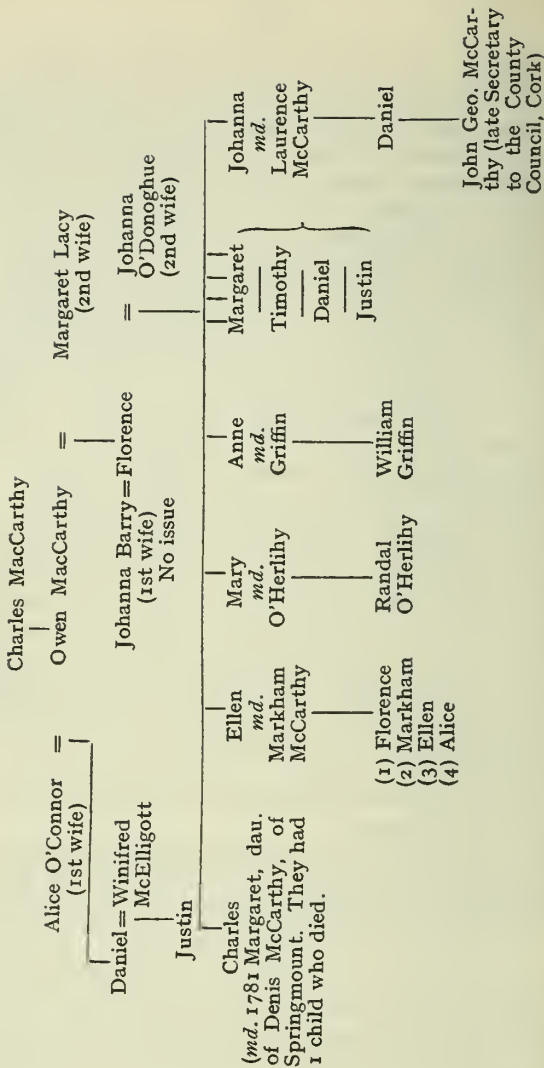 Charles MacCarthy
Alice O'Connor
(1st wife)
=
Owen MacCarthy
=
Margaret Lacy
(2nd wife)
Daniel=Winifred
McElligott
Johanna Barry=Florence
(1st wife)
No issue
=
Johanna
O'Donoghue
(2nd wife)
Justin
Charles
(md. 1781 Margaret, dau.
of Denis McCarthy, of
Springmount. They had
1 child who died.
Ellen
md.
Markham
McCarthy
(1) Florence
(2) Markham
(3) Ellen
(4) Alice
Mary
md.
O'Herlihy
Randal
O'Herlihy
Anne
md.
Griffin
William
Griffin
Margaret
Timothy
Daniel
Justin
Johanna
md.
Laurence
McCarthy
Daniel
John Geo. McCar-
thy (late Secretary
to the County
Council, Cork)